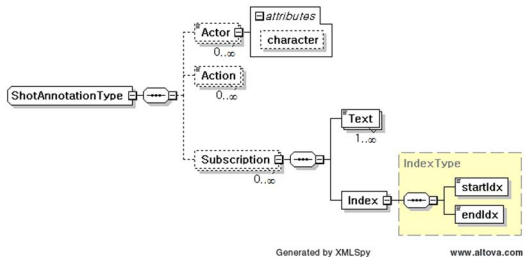 attributes
Actor
character
0..∞
Action
0..∞
ShotAnnotationType
Text
1..∞
Subscription
0..∞
IndexType
startIdx
Index
endIdx
Generated by XMLSpy
www.altova.com